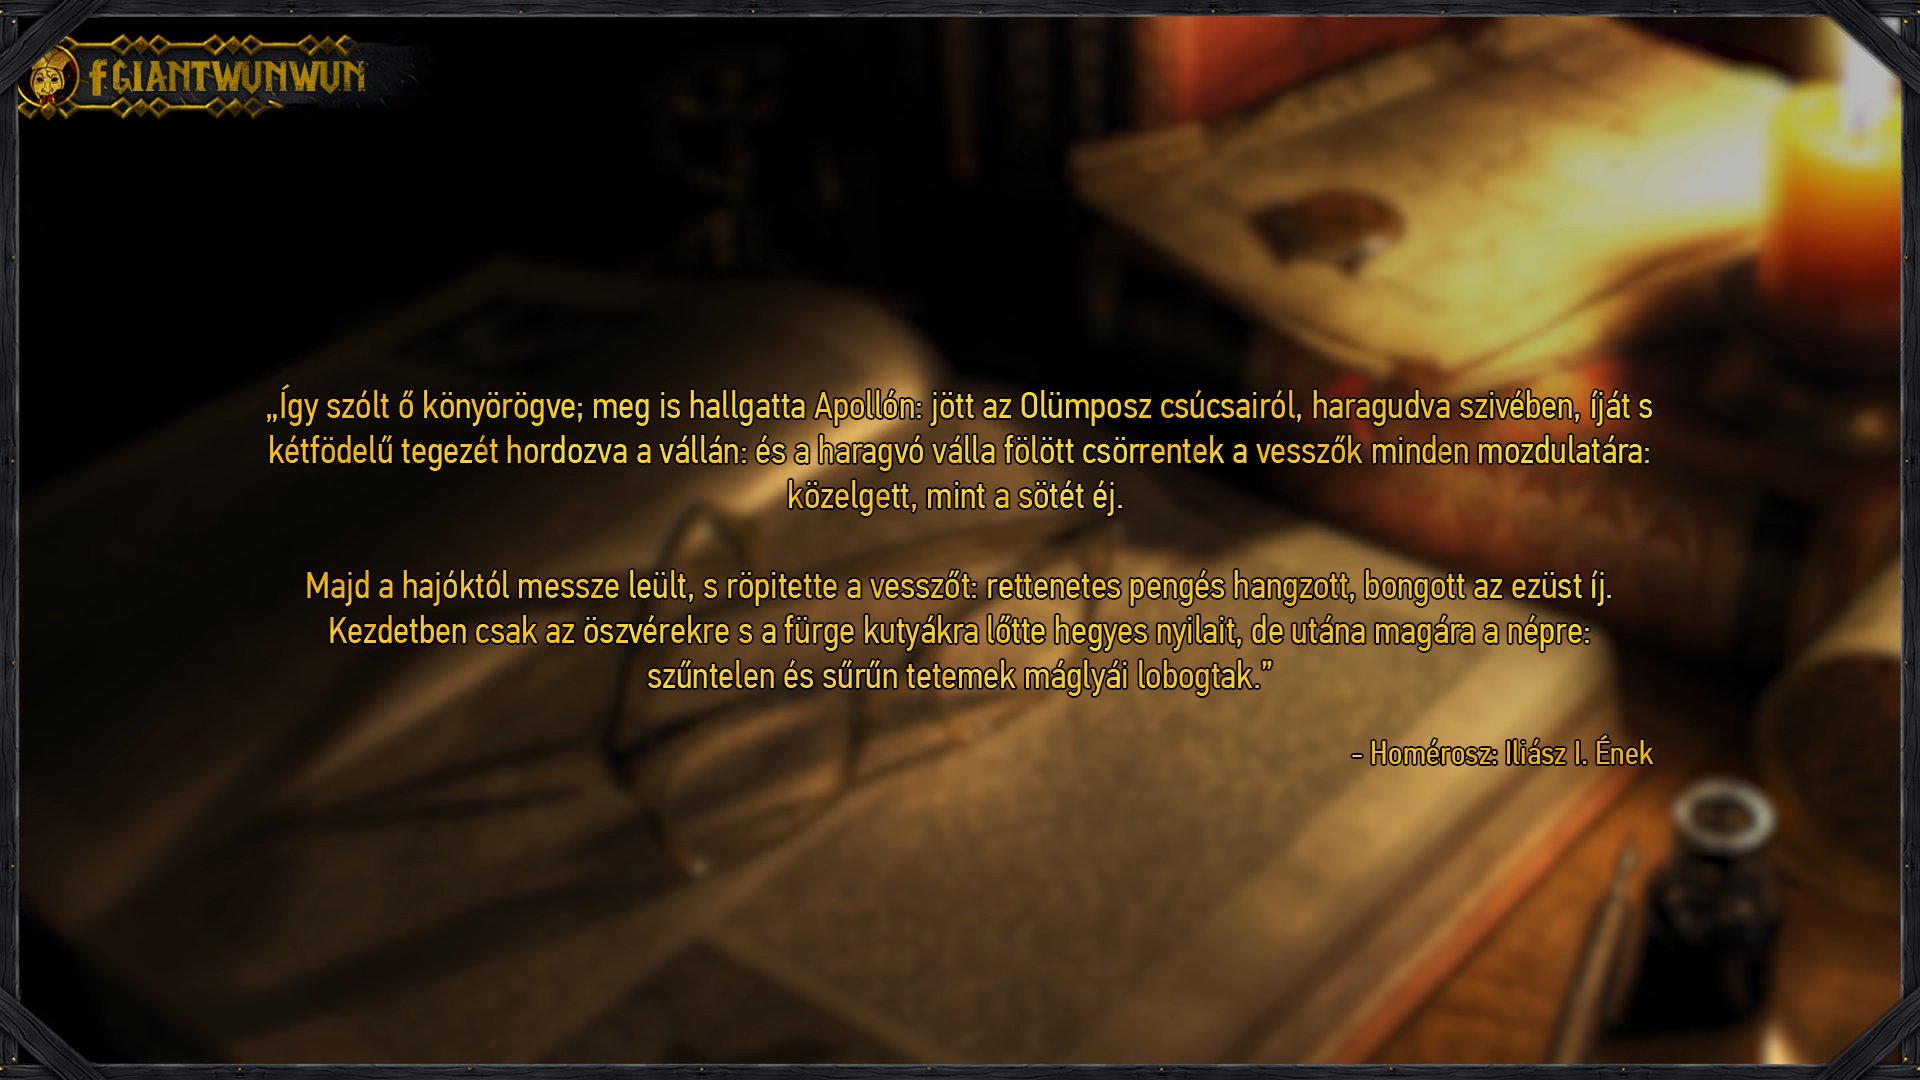 FGIANTWUNWUN
„Így szólt ő könyörögve; meg is hallgatta Apollón: jött az Olümposz csúcsairól, haragudva szivében, íját s
kétfödelű tegezét hordozva a vállán: és a haragvó válla fölött csörrentek a vesszők minden mozdulatára:
közelgett, mint a sötét éj.
Majd a hajóktól messze leült, s röpitette a vesszőt: rettenetes pengés hangzott, bongott az ezüst íj.
Kezdetben csak az öszvérekre s a fürge kutyákra lőtte hegyes nyilait, de utána magára a népre:
szűntelen és sűrűn tetemek máglyái lobogtak.”
- Homérosz: Iliász I. Ének